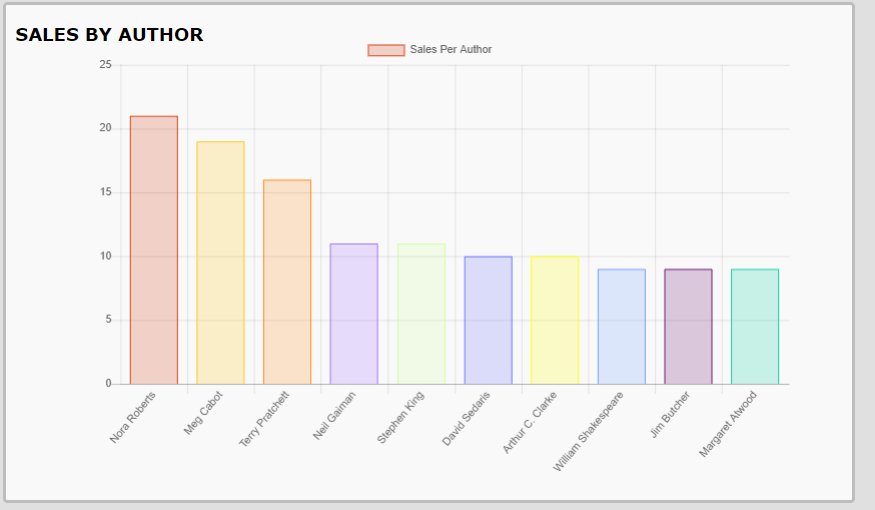 SALES BY AUTHOR
Sales Per Author
25
20
15
10
5
0
Nora Roberts
Meg Cabot
Terry Pratchett
Neil Gaiman
Stephen King
David Sedaris
Arthur C. Clarke
William Shakespeare
Jim Butcher
Margaret Atwood